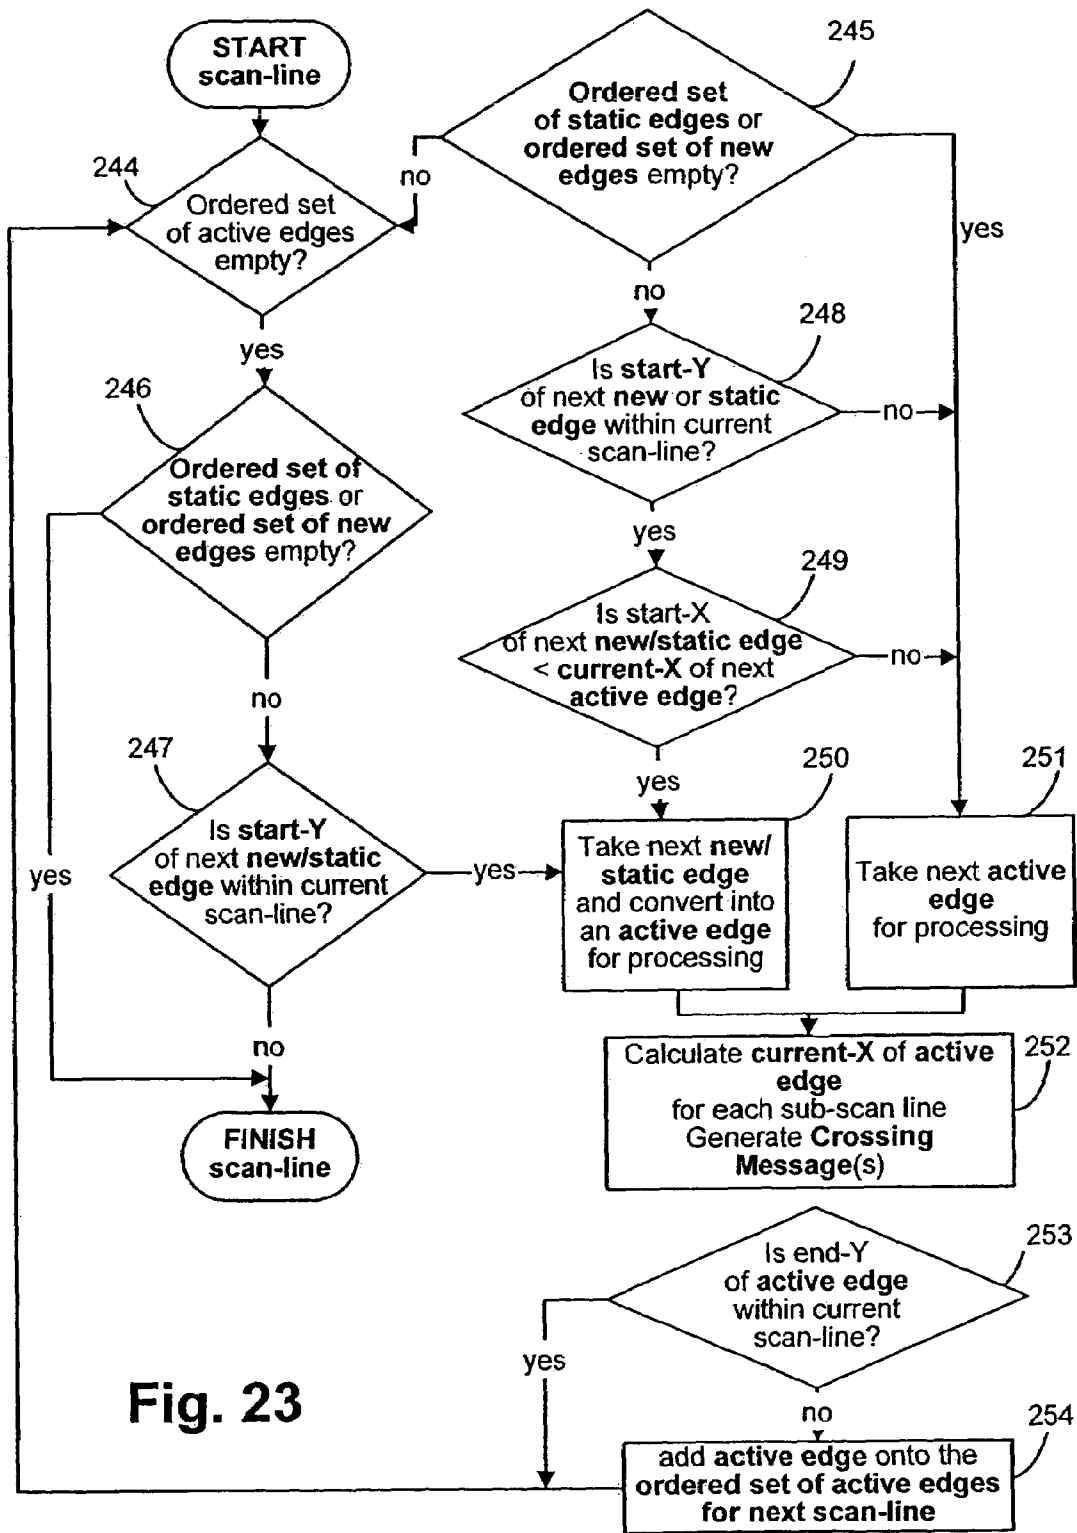 START
scan-line
244
Ordered set
of active edges
empty?
no
245
Ordered set
of static edges or
ordered set of new
edges empty?
yes
no
yes
246
Ordered set of
static edges or
ordered set of new
edges empty?
248
Is start-Y
of next new or static
edge within current
scan-line?
no
yes
249
Is start-X
of next new/static edge
< current-X of next
active edge?
no
no
yes
247
Is start-Y
of next new/static
edge within current
scan-line?
yes
yes
250
Take next new/
static edge
and convert into
an active edge
for processing
251
Take next active
edge
for processing
no
FINISH
scan-line
252
Calculate current-X of active
edge
for each sub-scan line
Generate Crossing
Message(s)
253
Is end-Y
of active edge
within current
scan-line?
yes
no
254
add active edge onto the
ordered set of active edges
for next scan-line
Fig. 23